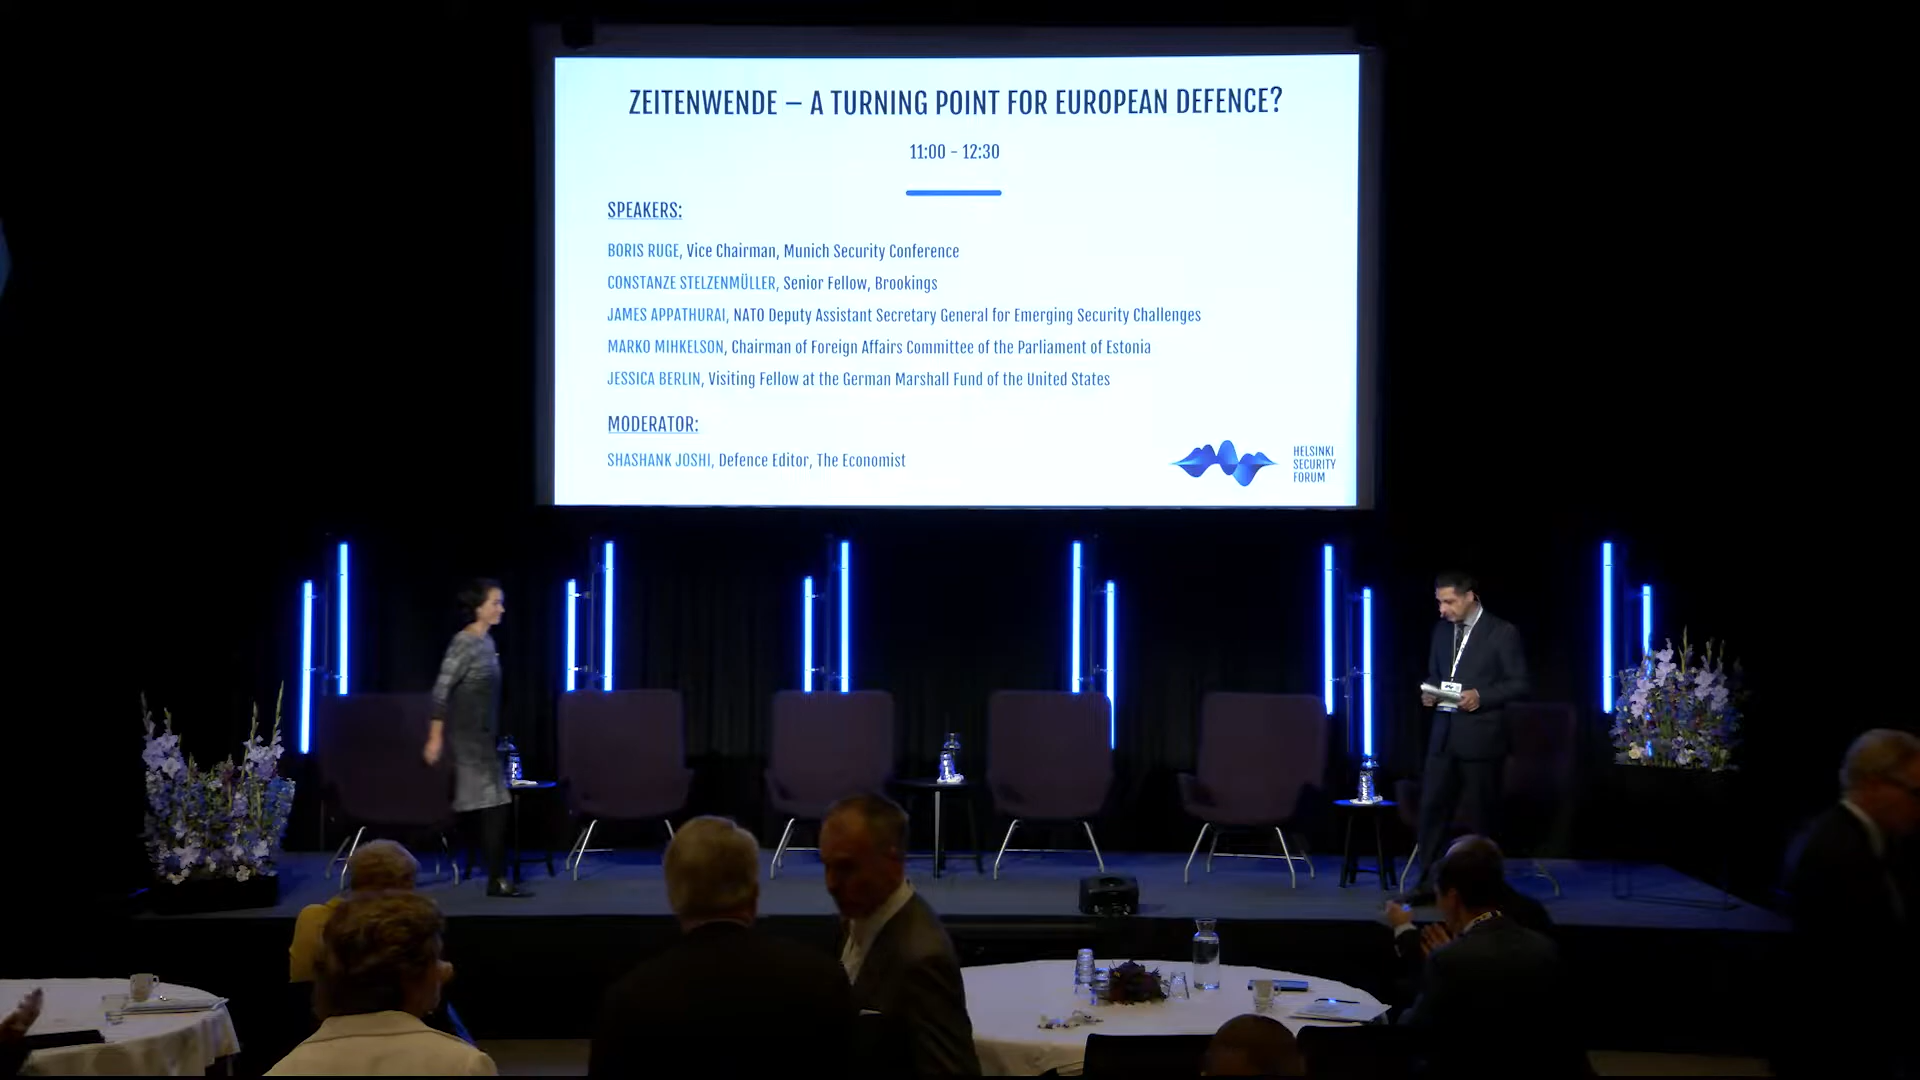 ZEITENWENDE – A TURNING POINT FOR EUROPEAN DEFENCE?
11:00 - 12:30
SPEAKERS:
BORIS RUGE, Vice Chairman, Munich Security Conference
CONSTANZE STELZENMÜLLER, Senior Fellow, Brookings
JAMES APPATHURAI, NATO Deputy Assistant Secretary General for Emerging Security Challenges
MARKO MIHKELSON, Chairman of Foreign Affairs Committee of the Parliament of Estonia
JESSICA BERLIN, Visiting Fellow at the German Marshall Fund of the United States
MODERATOR:
SHASHANK JOSHI, Defence Editor, The Economist
HELSINKI
SECURITY
FORUM